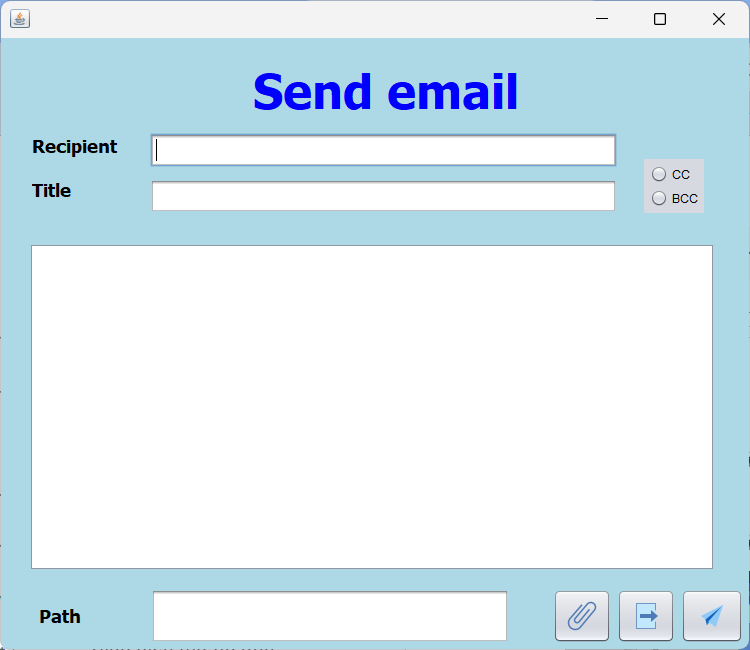 Send email
Recipient
CC
Title
BCC
Path